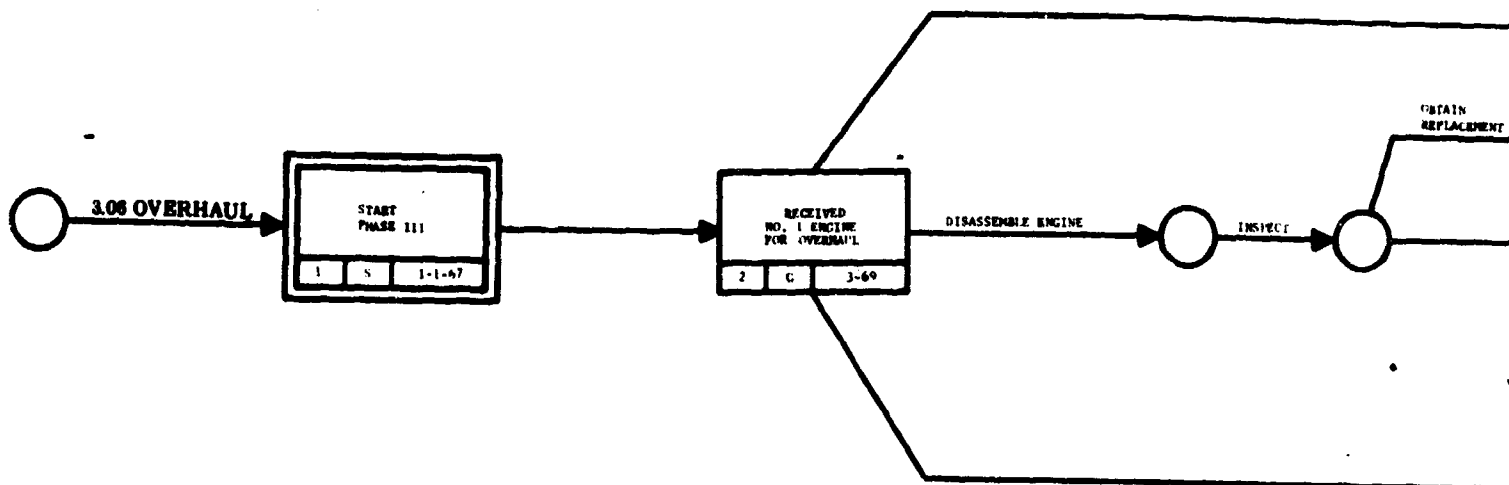 3.06 OVERHAUL
START
PHASE III
1 S 1-1-67
RECEIVED
NO. 1 ENGINE
FOR OVERHAUL
2 G 3-69
DISASSEMBLE ENGINE
INSPECT
OBTAIN
REPLACEMENT